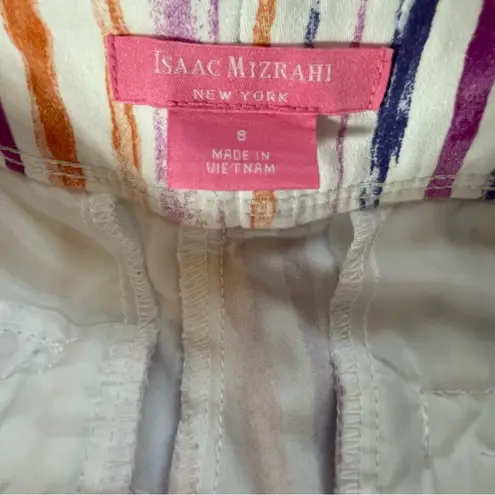 ISAAC MIZRAHI
NEW YORK
8
MADE IN
VIETNAM